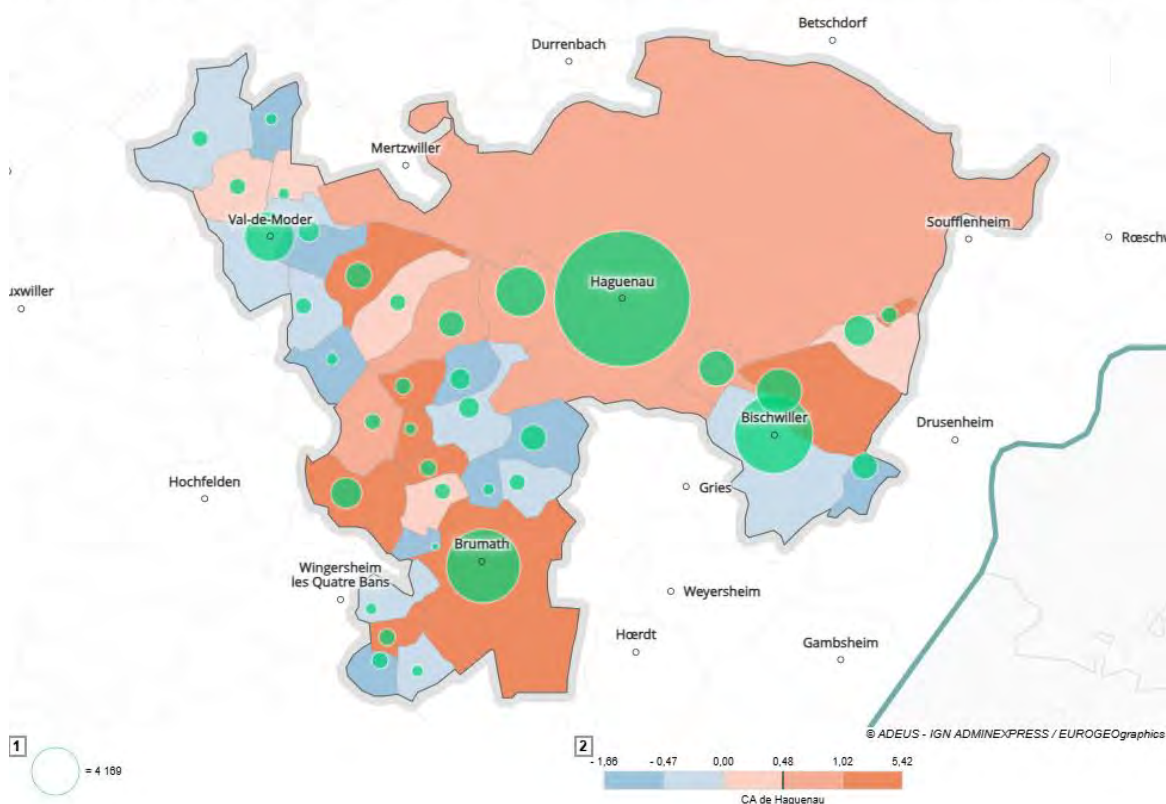 Betschdorf
Durrenbach
Mertzwiller
Val-de-Moder
Soufflenheim
Rœschw
Haguenau
uxwiller
Bischwiller
Drusenheim
Hochfelden
Gries
Brumath
Wingersheim
les Quatre Bans
Weyersheim
Hœrdt
Gambsheim
© ADEUS - IGN ADMINEXPRESS / EUROGEOgraphics
1
= 4 169
2
- 1,66 - 0,47 0,00 0,48 1,02 5,42
CA de Haguenau